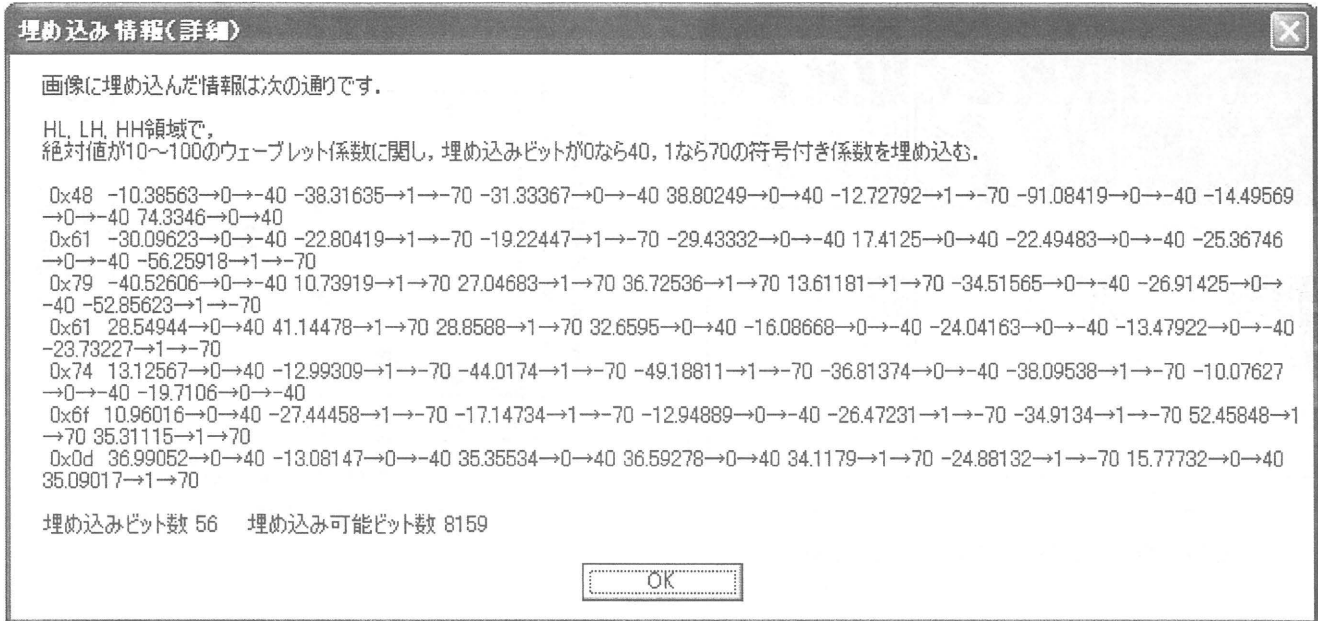 埋め込み情報(詳細)
画像に埋め込んだ情報は次の通りです.
HL, LH, HH領域で,
絶対値が10～100のウェーブレット係数に関し, 埋め込みビットが0なら40, 1なら70の符号付き係数を埋め込む.
0x48 -10.38563→0→-40 -38.31635→1→-70 -31.33367→0→-40 38.80249→0→40 -12.72792→1→-70 -91.08419→0→-40 -14.49569
→0→-40 74.3346→0→40
0x61 -30.09623→0→-40 -22.80419→1→-70 -19.22447→1→-70 -29.43332→0→-40 17.4125→0→40 -22.49483→0→-40 -25.36746
→0→-40 -56.25918→1→-70
0x79 -40.52606→0→-40 10.73919→1→70 27.04683→1→70 36.72536→1→70 13.61181→1→70 -34.51565→0→-40 -26.91425→0→
-40 -52.85623→1→-70
0x61 28.54944→0→40 41.14478→1→70 28.8588→1→70 32.6595→0→40 -16.08668→0→-40 -24.04163→0→-40 -13.47922→0→-40
-23.73227→1→-70
0x74 13.12567→0→40 -12.99309→1→-70 -44.0174→1→-70 -49.18811→1→-70 -36.81374→0→-40 -38.09538→1→-70 -10.07627
→0→-40 -19.7106→0→-40
0x6f 10.96016→0→40 -27.44458→1→-70 -17.14734→1→-70 -12.94889→0→-40 -26.47231→1→-70 -34.9134→1→-70 52.45848→1
→70 35.31115→1→70
0x0d 36.99052→0→40 -13.08147→0→-40 35.35534→0→40 36.59278→0→40 34.1179→1→70 -24.88132→1→-70 15.77732→0→40
35.09017→1→70
埋め込みビット数 56 埋め込み可能ビット数 8159
OK